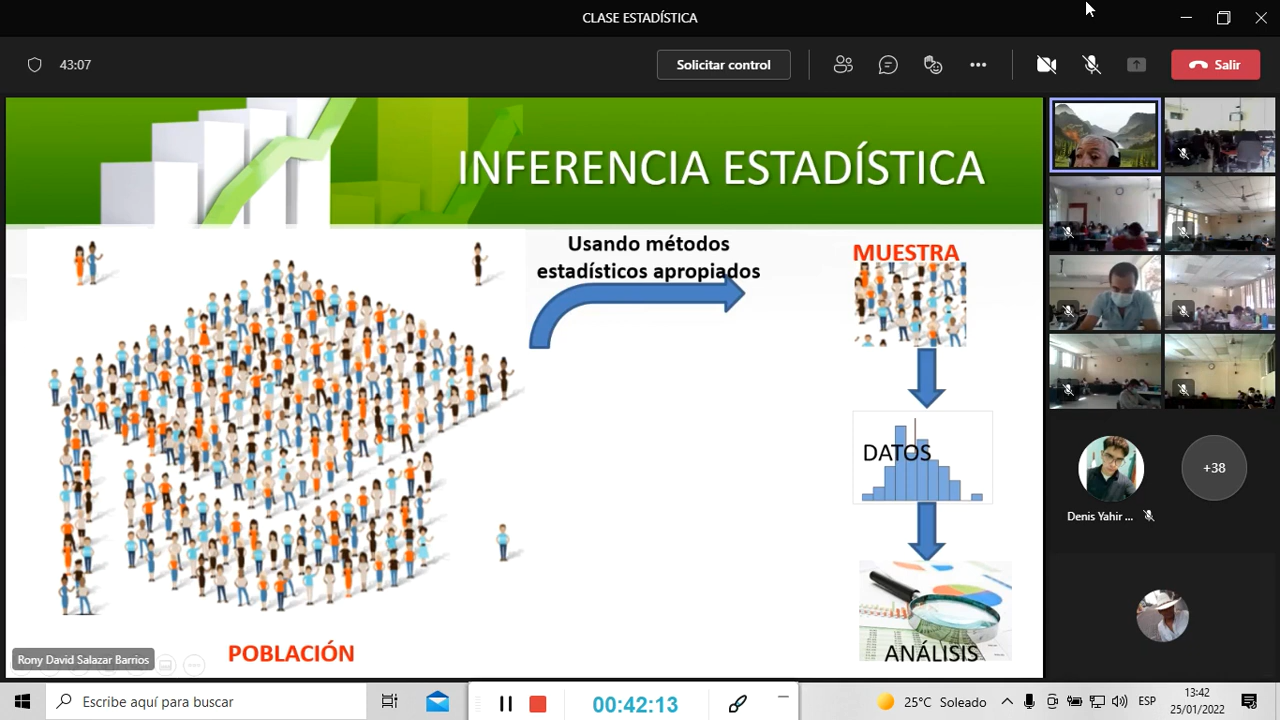 CLASE ESTADÍSTICA
43:07
Solicitar control
Salir
INFERENCIA ESTADÍSTICA
Usando métodos
estadísticos apropiados
MUESTRA
DATOS
ANÁLISIS
POBLACIÓN
Rony David Salazar Barrios
+38
Denis Yahir ...
Escribe aquí para buscar
00:42:13
25°C Soleado
ESP
13:42
25/01/2022